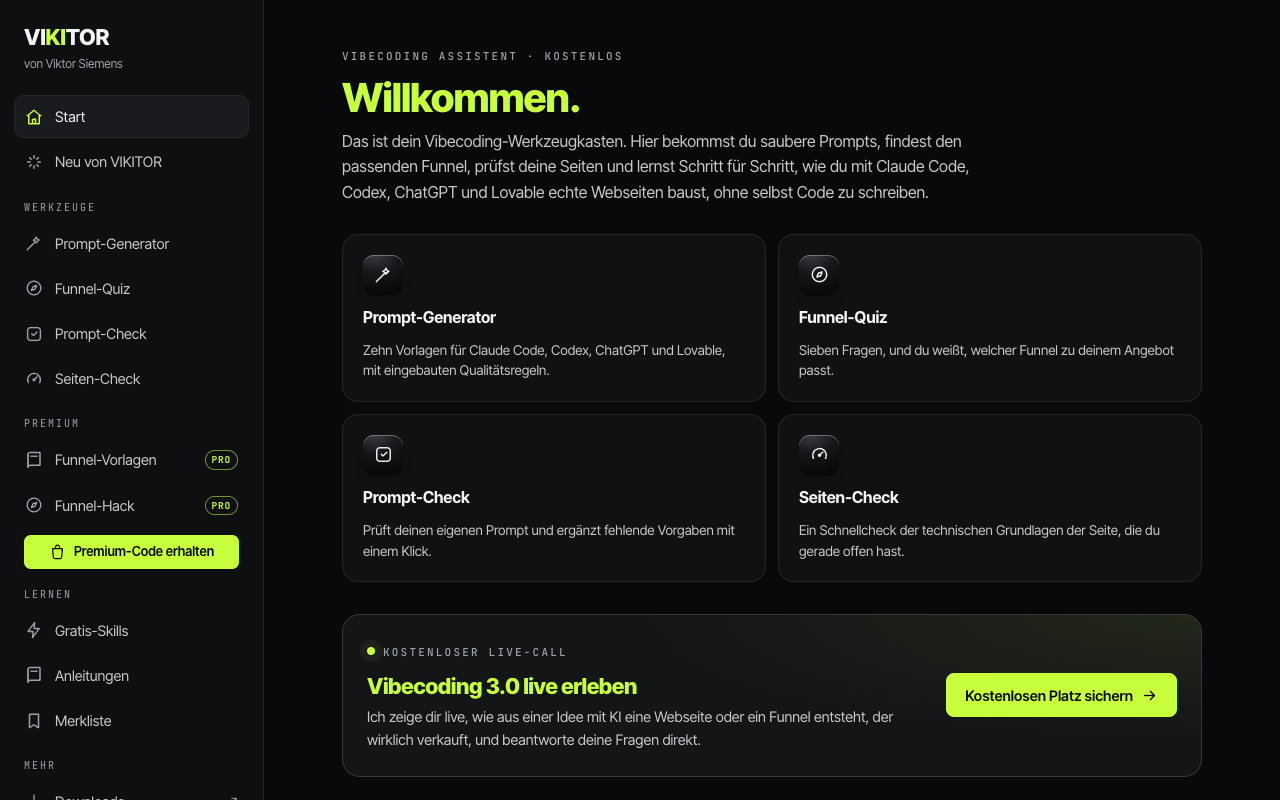 VIKITOR
von Viktor Siemens
Start
Neu von VIKITOR
WERKZEUGE
Prompt-Generator
Funnel-Quiz
Prompt-Check
Seiten-Check
PREMIUM
Funnel-Vorlagen PRO
Funnel-Hack PRO
Premium-Code erhalten
LERNEN
Gratis-Skills
Anleitungen
Merkliste
MEHR
Downloads
VIBECODING ASSISTENT · KOSTENLOS
Willkommen.
Das ist dein Vibecoding-Werkzeugkasten. Hier bekommst du saubere Prompts, findest den
passenden Funnel, prüfst deine Seiten und lernst Schritt für Schritt, wie du mit Claude Code,
Codex, ChatGPT und Lovable echte Webseiten baust, ohne selbst Code zu schreiben.
Prompt-Generator
Zehn Vorlagen für Claude Code, Codex, ChatGPT und Lovable,
mit eingebauten Qualitätsregeln.
Funnel-Quiz
Sieben Fragen, und du weißt, welcher Funnel zu deinem Angebot
passt.
Prompt-Check
Prüft deinen eigenen Prompt und ergänzt fehlende Vorgaben mit
einem Klick.
Seiten-Check
Ein Schnellcheck der technischen Grundlagen der Seite, die du
gerade offen hast.
KOSTENLOSER LIVE-CALL
Vibecoding 3.0 live erleben
Ich zeige dir live, wie aus einer Idee mit KI eine Webseite oder ein Funnel entsteht, der
wirklich verkauft, und beantworte deine Fragen direkt.
Kostenlosen Platz sichern →